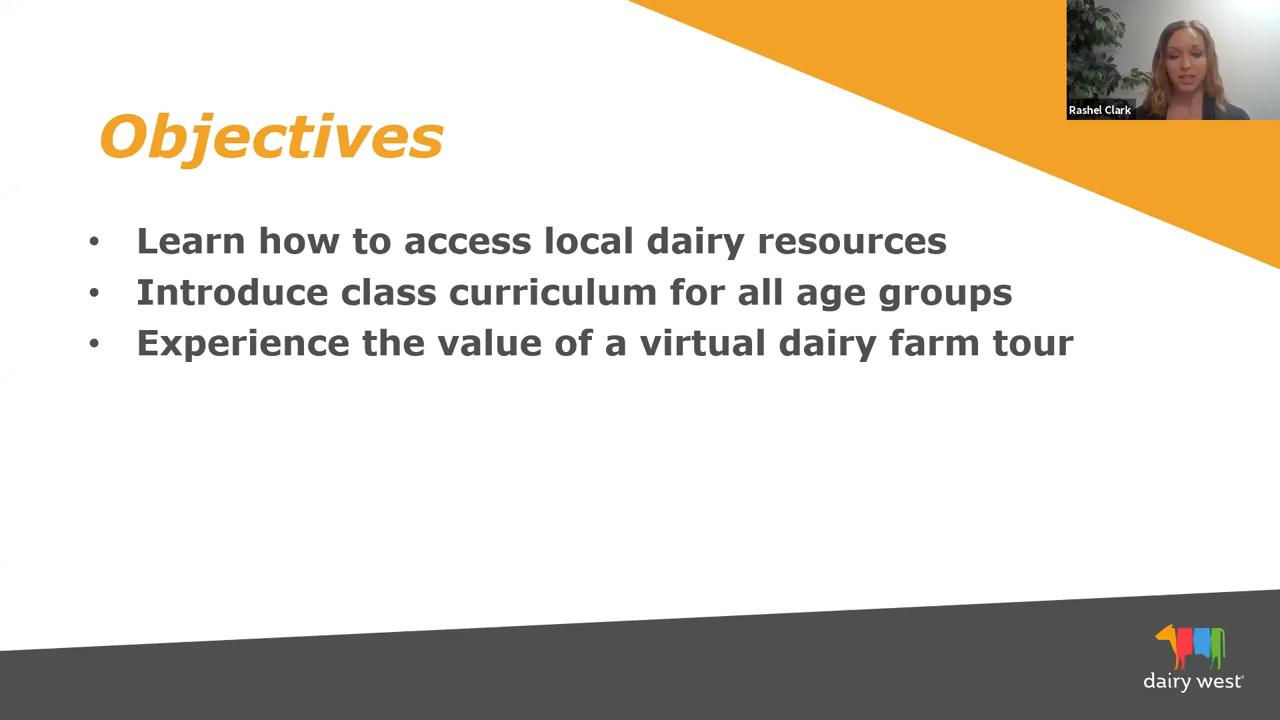 Rashel Clark
Objectives
• Learn how to access local dairy resources
• Introduce class curriculum for all age groups
• Experience the value of a virtual dairy farm tour
dairy west